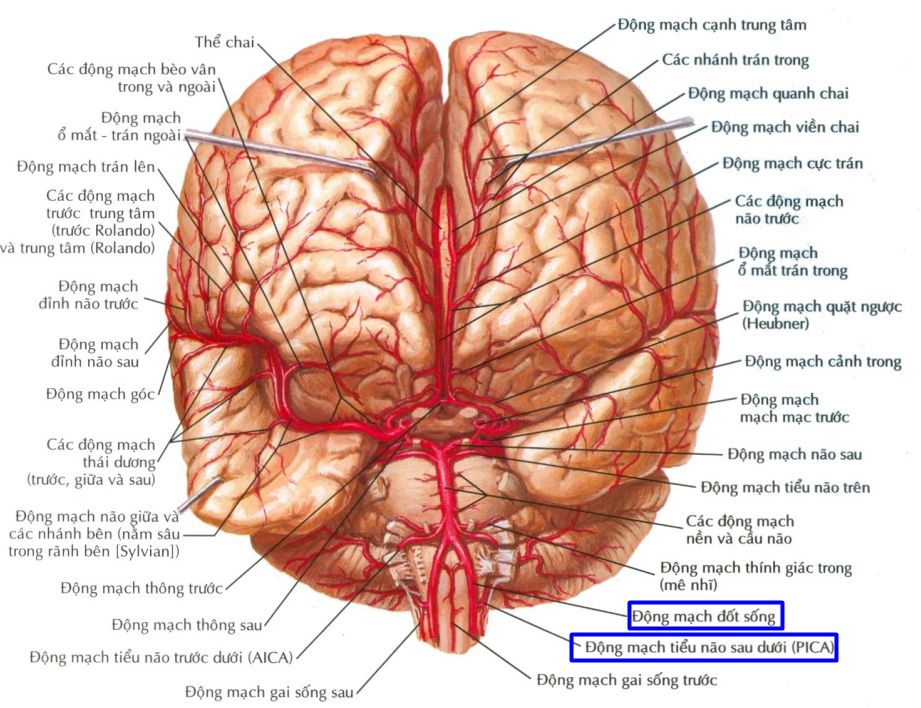 Thể chai
Các động mạch bèo vân
trong và ngoài
Động mạch
ổ mắt - trán ngoài
Động mạch trán lên
Các động mạch
trước trung tâm
(trước Rolando)
và trung tâm (Rolando)
Động mạch
đỉnh não trước
Động mạch
đỉnh não sau
Động mạch góc
Các động mạch
thái dương
(trước, giữa và sau)
Động mạch não giữa và
các nhánh bên (nằm sâu
trong rãnh bên [Sylvian])
Động mạch thông trước
Động mạch thông sau
Động mạch tiểu não trước dưới (AICA)
Động mạch gai sống sau
Động mạch cạnh trung tâm
Các nhánh trán trong
Động mạch quanh chai
Động mạch viền chai
Động mạch cực trán
Các động mạch
não trước
Động mạch
ổ mắt trán trong
Động mạch quặt ngược
(Heubner)
Động mạch cảnh trong
Động mạch
mạch mạc trước
Động mạch não sau
Động mạch tiểu não trên
Các động mạch
nền và cầu não
Động mạch thính giác trong
(mê nhĩ)
Động mạch đốt sống
Động mạch tiểu não sau dưới (PICA)
Động mạch gai sống trước